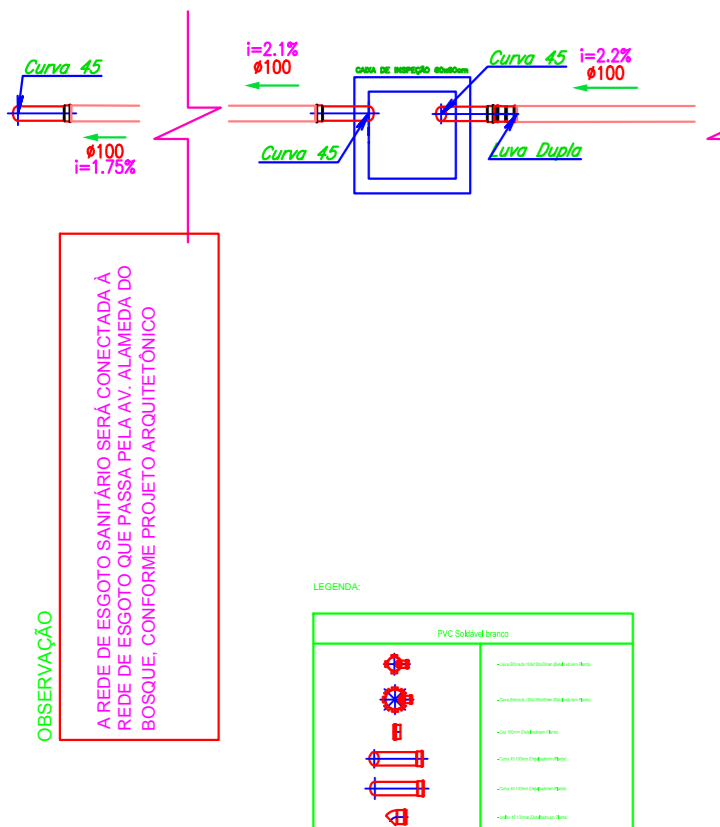 Curva 45
i=2.1%
ø100
CAIXA DE INSPEÇÃO 60x60cm
Curva 45
i=2.2%
ø100
ø100
i=1.75%
Curva 45
Luva Dupla
OBSERVAÇÃO
A REDE DE ESGOTO SANITÁRIO SERÁ CONECTADA À
REDE DE ESGOTO QUE PASSA PELA AV. ALAMEDA DO
BOSQUE, CONFORME PROJETO ARQUITETÔNICO
LEGENDA:
PVC Soldável branco